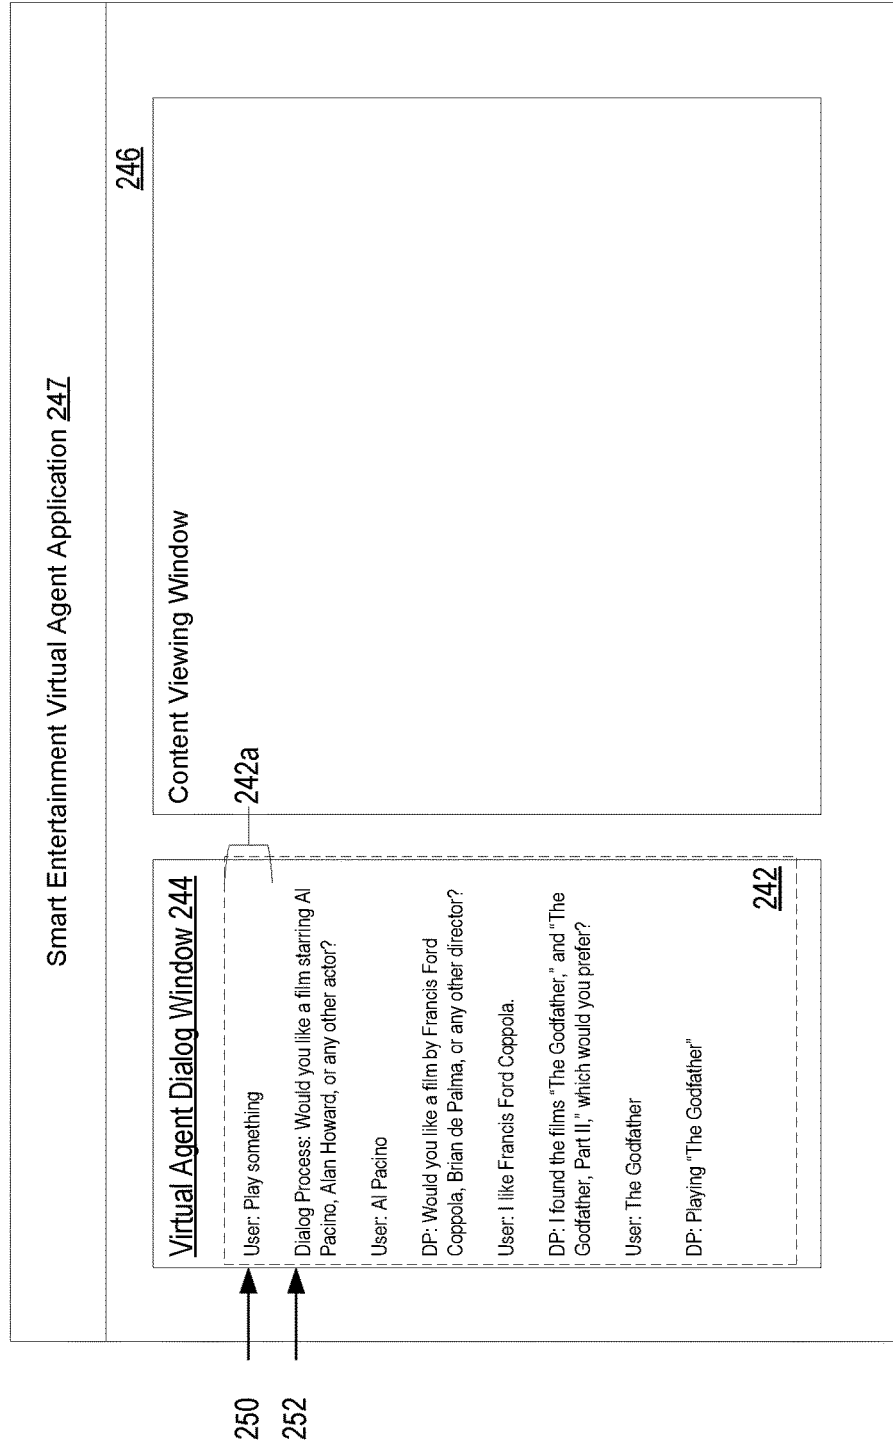 Smart Entertainment Virtual Agent Application 247
246
Virtual Agent Dialog Window 244
Content Viewing Window
242a
250
User: Play something
252
Dialog Process: Would you like a film starring Al
Pacino, Alan Howard, or any other actor?
User: Al Pacino
DP: Would you like a film by Francis Ford
Coppola, Brian de Palma, or any other director?
User: I like Francis Ford Coppola.
DP: I found the films “The Godfather,” and “The
Godfather, Part II,” which would you prefer?
User: The Godfather
DP: Playing “The Godfather”
242